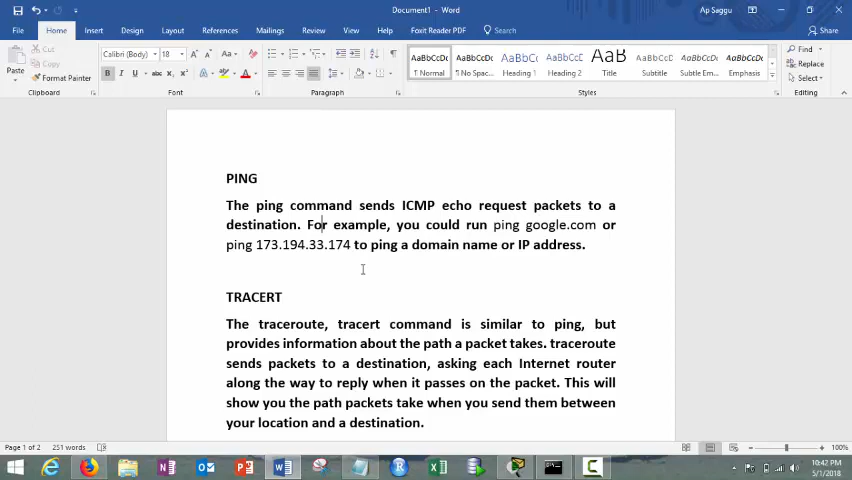 Document1 - Word
Ap Saggu
File Home Insert Design Layout References Mailings Review View Help Foxit Reader PDF Search Share
Cut
Copy
Format Painter
Paste
Clipboard
Calibri (Body) 18
Font
Paragraph
AaBbCcDc AaBbCcDc AaBbCc AaBbCcC AaBb AaBbCcC AaBbCcDc AaBbCcDc
¶ Normal ¶ No Spac... Heading 1 Heading 2 Title Subtitle Subtle Em... Emphasis
Styles
Find
Replace
Select
Editing
PING
The ping command sends ICMP echo request packets to a
destination. For example, you could run ping google.com or
ping 173.194.33.174 to ping a domain name or IP address.
TRACERT
The traceroute, tracert command is similar to ping, but
provides information about the path a packet takes. traceroute
sends packets to a destination, asking each Internet router
along the way to reply when it passes on the packet. This will
show you the path packets take when you send them between
your location and a destination.
Page 1 of 2 251 words
100%
10:42 PM
5/1/2018